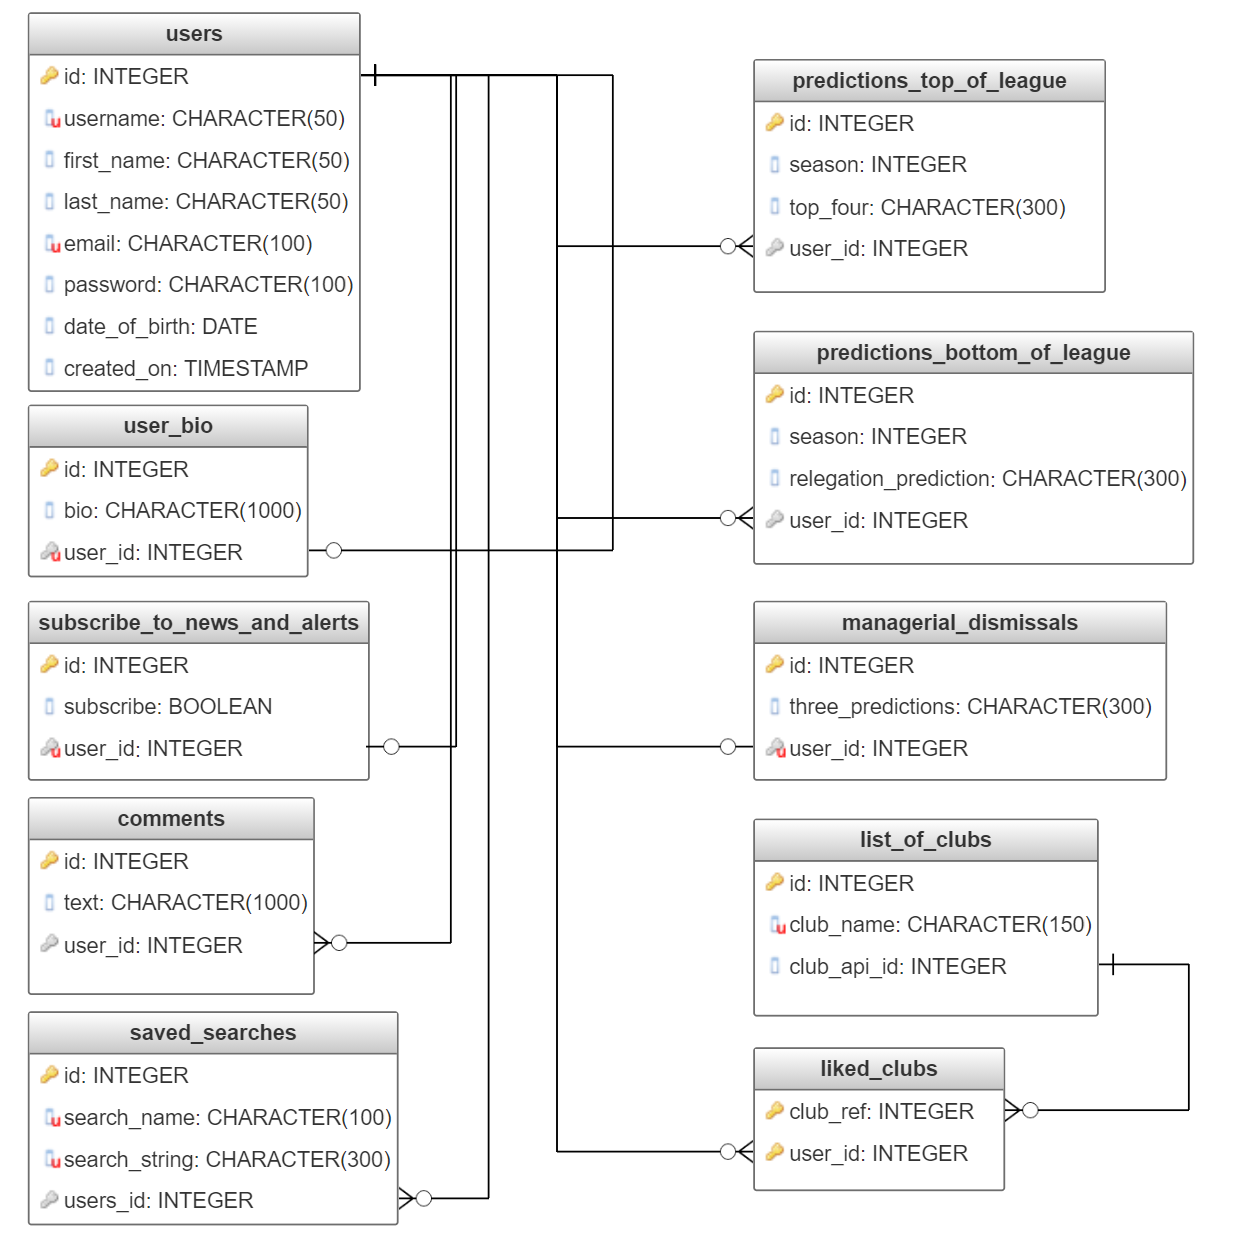 users
id: INTEGER
username: CHARACTER(50)
first_name: CHARACTER(50)
last_name: CHARACTER(50)
email: CHARACTER(100)
password: CHARACTER(100)
date_of_birth: DATE
created_on: TIMESTAMP
user_bio
id: INTEGER
bio: CHARACTER(1000)
user_id: INTEGER
subscribe_to_news_and_alerts
id: INTEGER
subscribe: BOOLEAN
user_id: INTEGER
comments
id: INTEGER
text: CHARACTER(1000)
user_id: INTEGER
saved_searches
id: INTEGER
search_name: CHARACTER(100)
search_string: CHARACTER(300)
users_id: INTEGER
predictions_top_of_league
id: INTEGER
season: INTEGER
top_four: CHARACTER(300)
user_id: INTEGER
predictions_bottom_of_league
id: INTEGER
season: INTEGER
relegation_prediction: CHARACTER(300)
user_id: INTEGER
managerial_dismissals
id: INTEGER
three_predictions: CHARACTER(300)
user_id: INTEGER
list_of_clubs
id: INTEGER
club_name: CHARACTER(150)
club_api_id: INTEGER
liked_clubs
club_ref: INTEGER
user_id: INTEGER